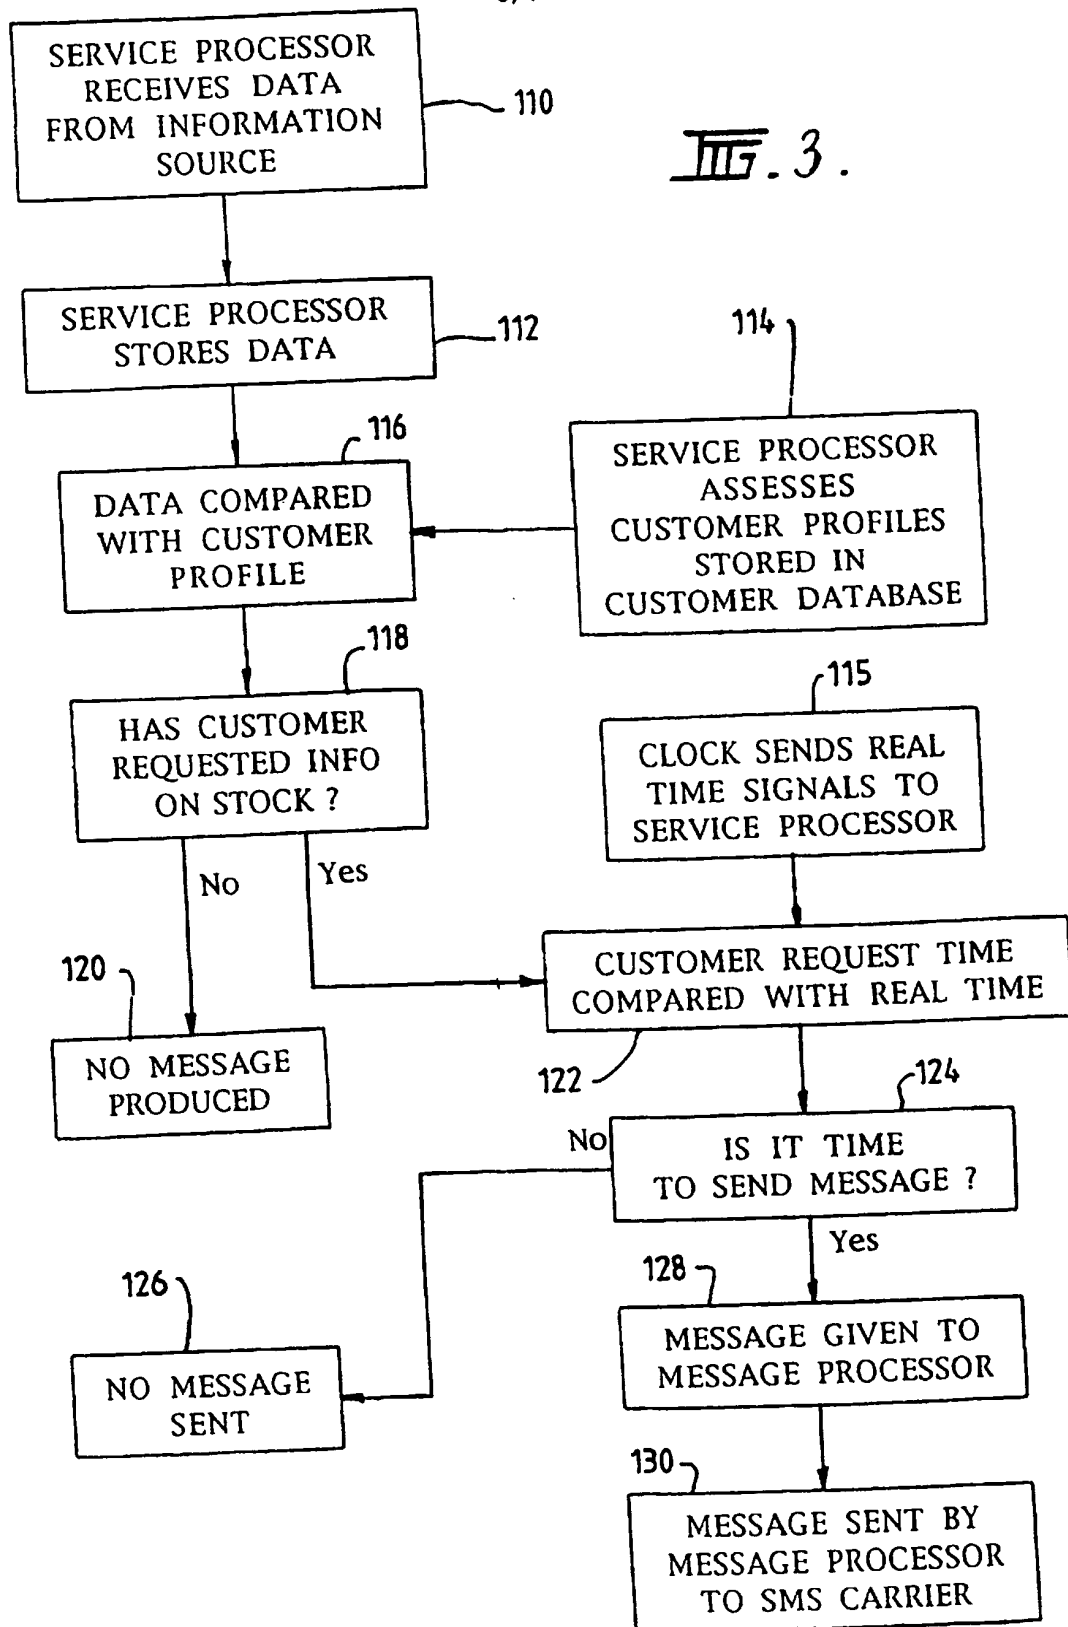 SERVICE PROCESSOR
RECEIVES DATA
FROM INFORMATION
SOURCE
110
FIG. 3.
SERVICE PROCESSOR
STORES DATA
112
114
116
DATA COMPARED
WITH CUSTOMER
PROFILE
SERVICE PROCESSOR
ASSESSES
CUSTOMER PROFILES
STORED IN
CUSTOMER DATABASE
118
HAS CUSTOMER
REQUESTED INFO
ON STOCK ?
115
CLOCK SENDS REAL
TIME SIGNALS TO
SERVICE PROCESSOR
No
Yes
120
NO MESSAGE
PRODUCED
CUSTOMER REQUEST TIME
COMPARED WITH REAL TIME
122
124
No
IS IT TIME
TO SEND MESSAGE ?
Yes
126
NO MESSAGE
SENT
128
MESSAGE GIVEN TO
MESSAGE PROCESSOR
130
MESSAGE SENT BY
MESSAGE PROCESSOR
TO SMS CARRIER